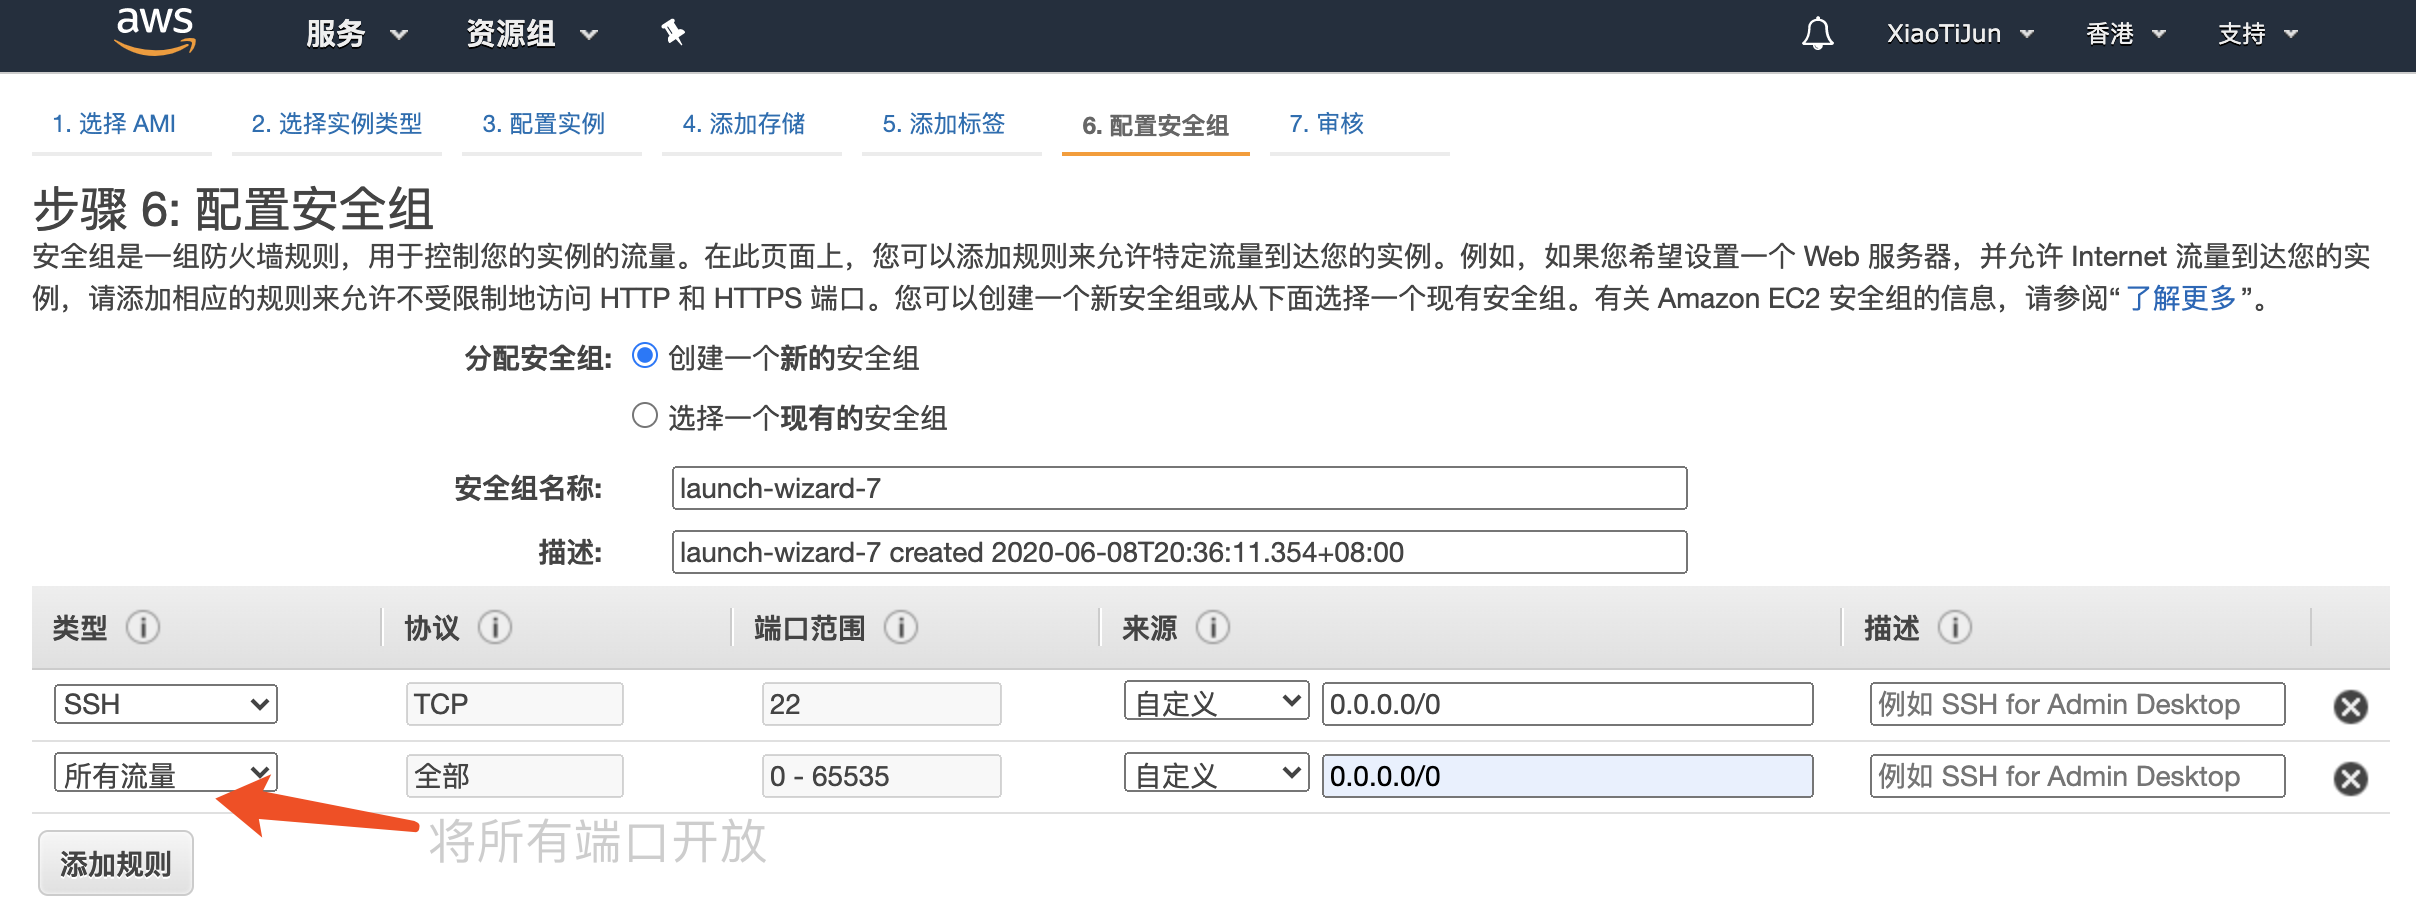 aws 服务 资源组 XiaoTiJun 香港 支持
1. 选择 AMI 2. 选择实例类型 3. 配置实例 4. 添加存储 5. 添加标签 6. 配置安全组 7. 审核
步骤 6: 配置安全组
安全组是一组防火墙规则，用于控制您的实例的流量。在此页面上，您可以添加规则来允许特定流量到达您的实例。例如，如果您希望设置一个 Web 服务器，并允许 Internet 流量到达您的实
例，请添加相应的规则来允许不受限制地访问 HTTP 和 HTTPS 端口。您可以创建一个新安全组或从下面选择一个现有安全组。有关 Amazon EC2 安全组的信息，请参阅“了解更多”。
分配安全组: 创建一个新的安全组
选择一个现有的安全组
安全组名称: launch-wizard-7
描述: launch-wizard-7 created 2020-06-08T20:36:11.354+08:00
类型 协议 端口范围 来源 描述
SSH TCP 22 自定义 0.0.0.0/0 例如 SSH for Admin Desktop
所有流量 全部 0 - 65535 自定义 0.0.0.0/0 例如 SSH for Admin Desktop
将所有端口开放
添加规则